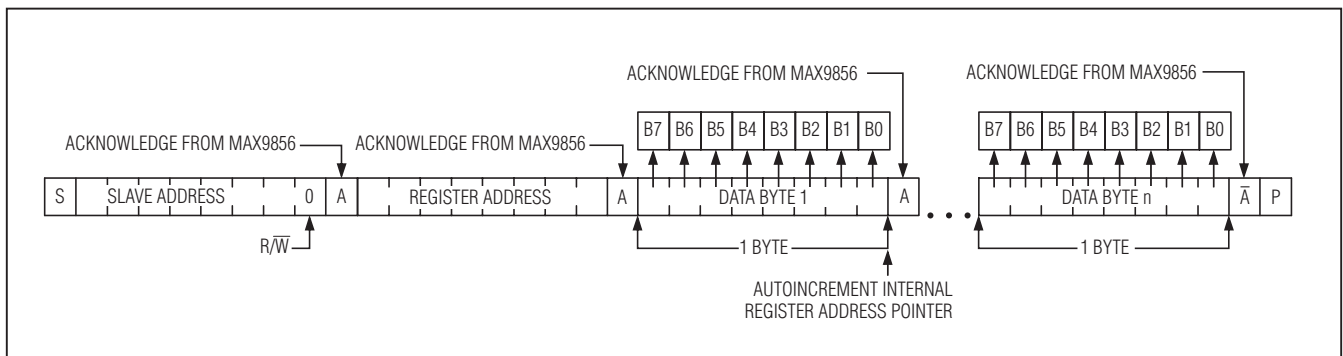 ACKNOWLEDGE FROM MAX9856
ACKNOWLEDGE FROM MAX9856
B7 B6 B5 B4 B3 B2 B1 B0
B7 B6 B5 B4 B3 B2 B1 B0
ACKNOWLEDGE FROM MAX9856
ACKNOWLEDGE FROM MAX9856
S SLAVE ADDRESS 0 A REGISTER ADDRESS A DATA BYTE 1 A • • • DATA BYTE n A̅ P
R/W̅
1 BYTE
1 BYTE
AUTOINCREMENT INTERNAL
REGISTER ADDRESS POINTER